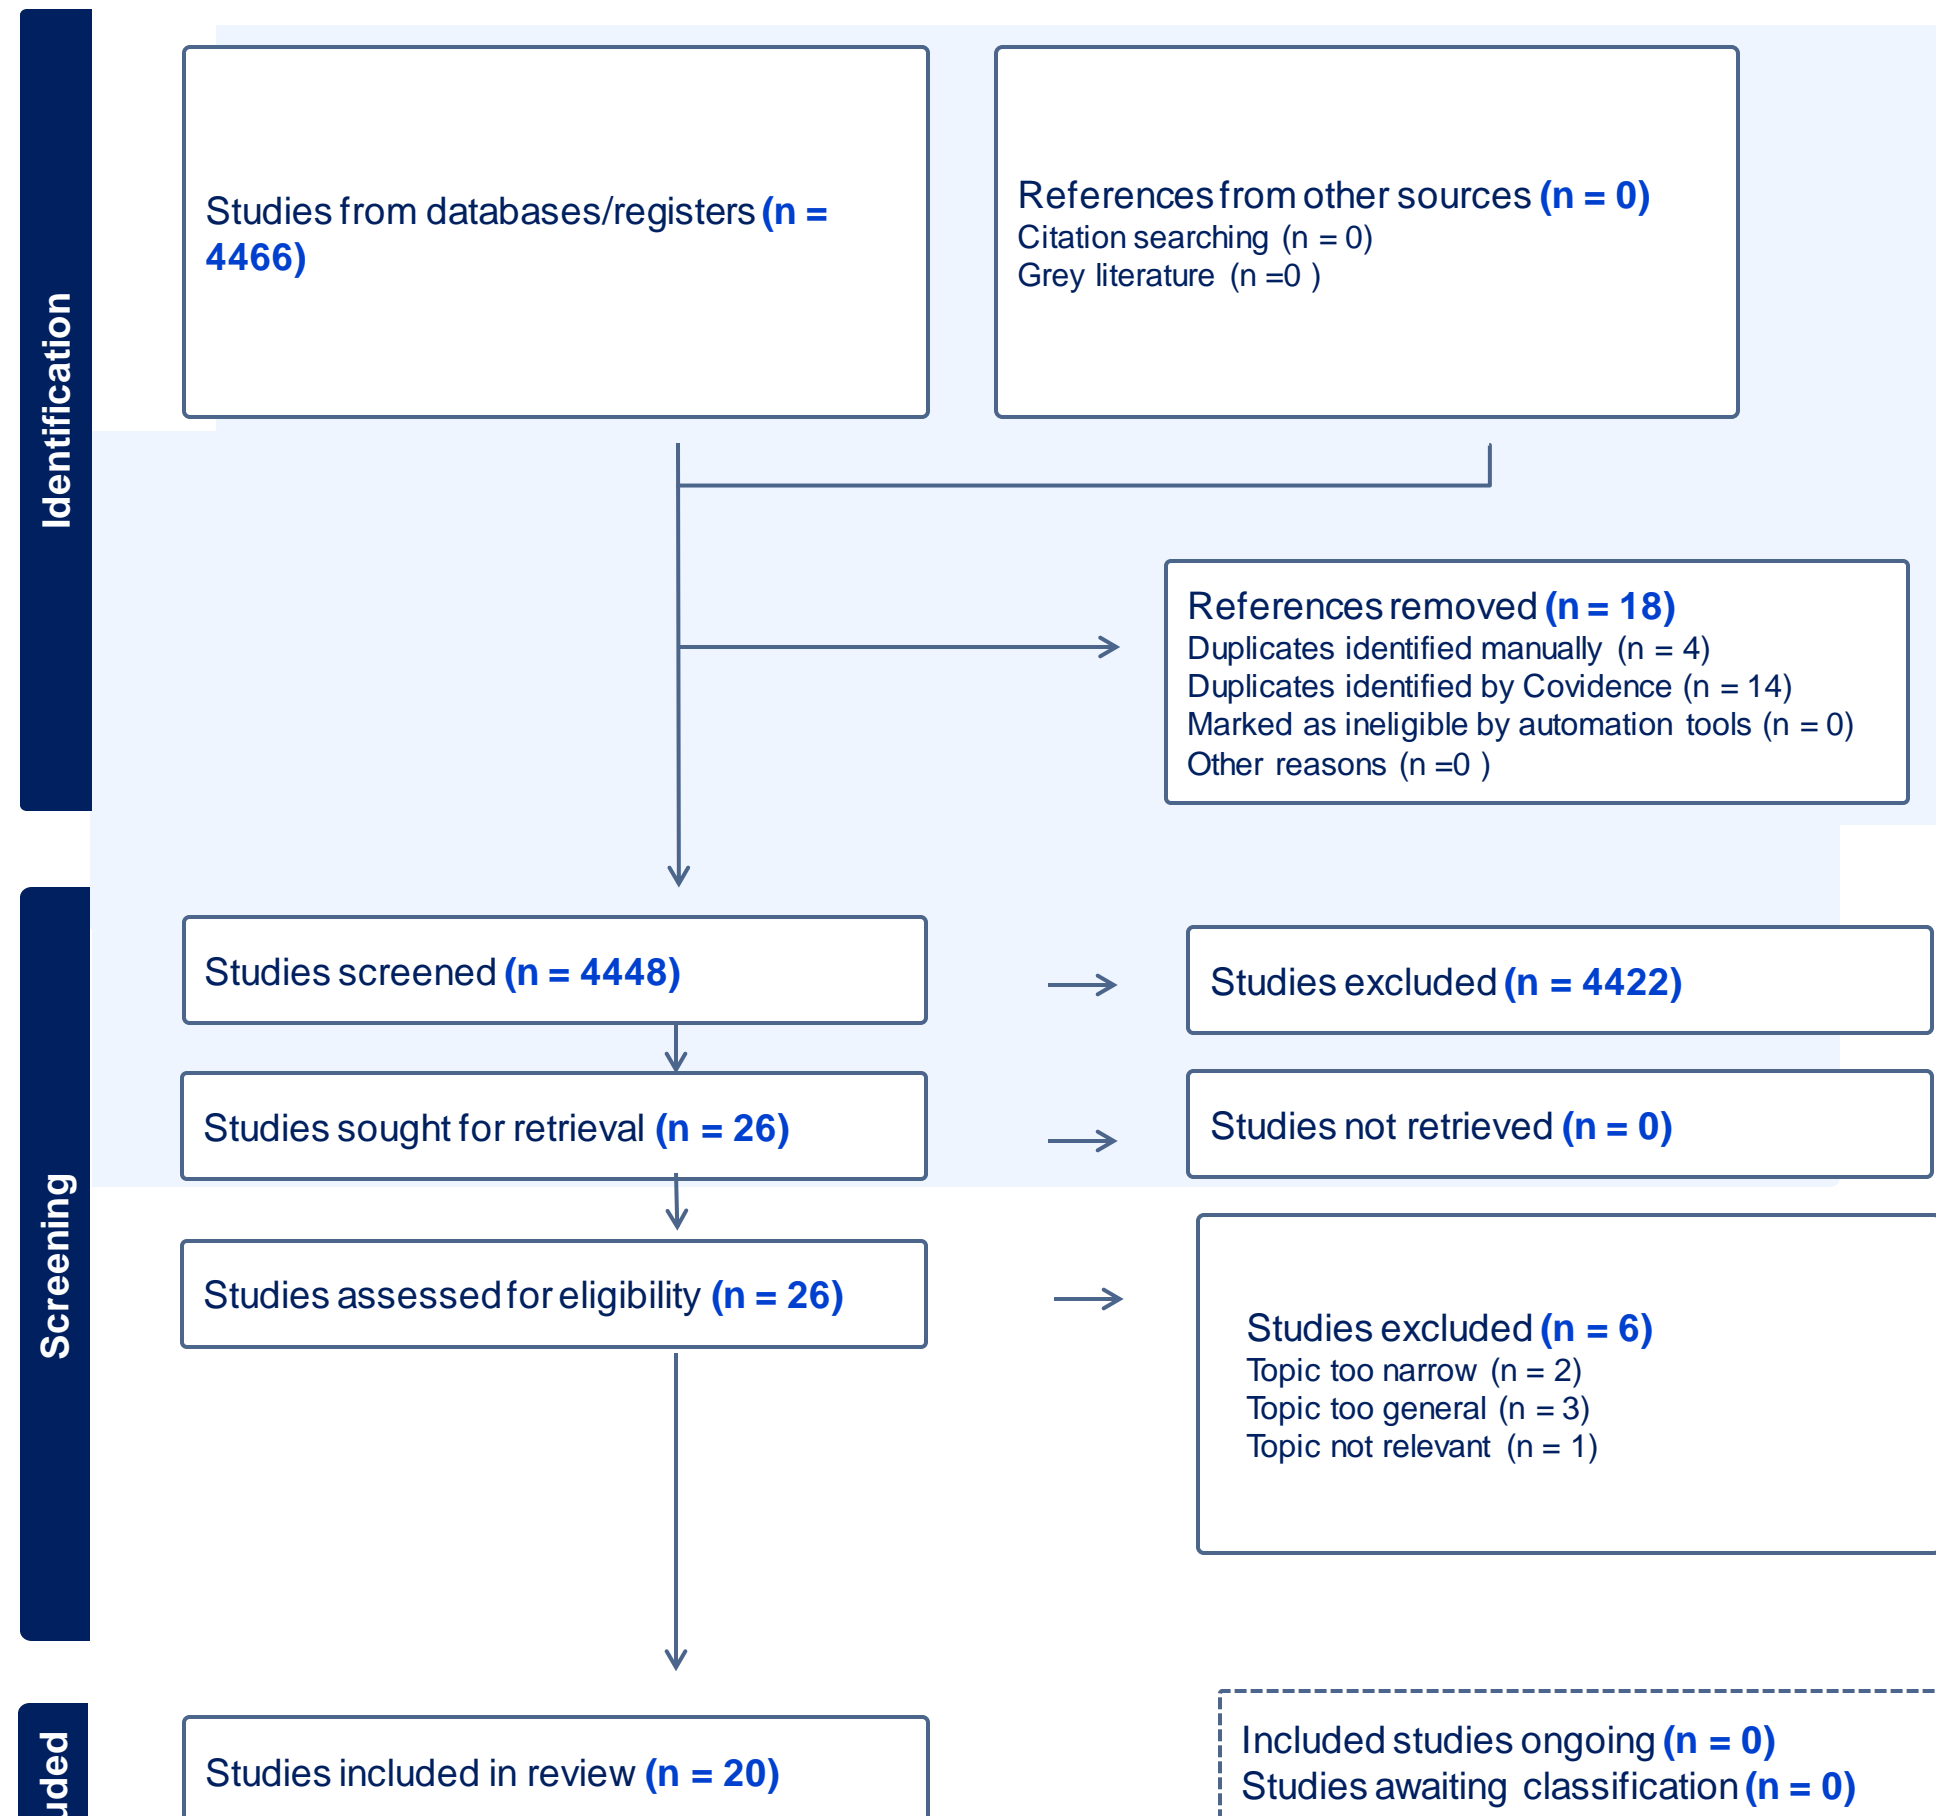 Identification
Studies from databases/registers (n =
4466)
References from other sources (n = 0)
Citation searching (n = 0)
Grey literature (n =0 )
References removed (n = 18)
Duplicates identified manually (n = 4)
Duplicates identified by Covidence (n = 14)
Marked as ineligible by automation tools (n = 0)
Other reasons (n =0 )
Screening
Studies screened (n = 4448)
Studies excluded (n = 4422)
Studies sought for retrieval (n = 26)
Studies not retrieved (n = 0)
Studies assessed for eligibility (n = 26)
Studies excluded (n = 6)
Topic too narrow (n = 2)
Topic too general (n = 3)
Topic not relevant (n = 1)
Studies included in review (n = 20)
Included studies ongoing (n = 0)
Studies awaiting classification (n = 0)